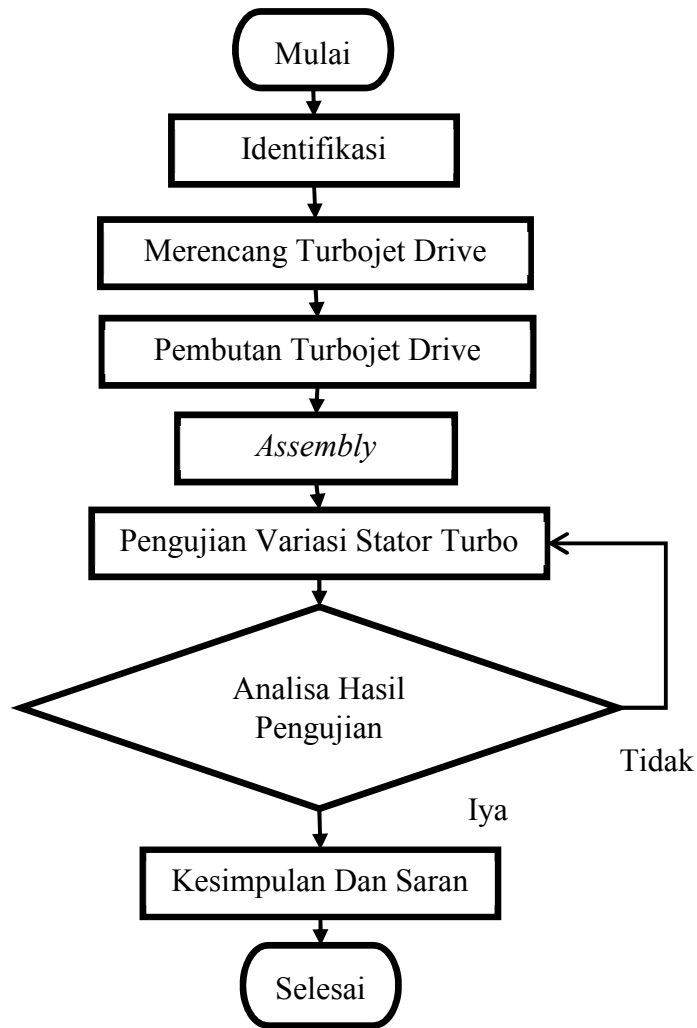 Mulai
Identifikasi
Merencang Turbojet Drive
Pembutan Turbojet Drive
Assembly
Pengujian Variasi Stator Turbo
Analisa Hasil
Pengujian
Tidak
Iya
Kesimpulan Dan Saran
Selesai